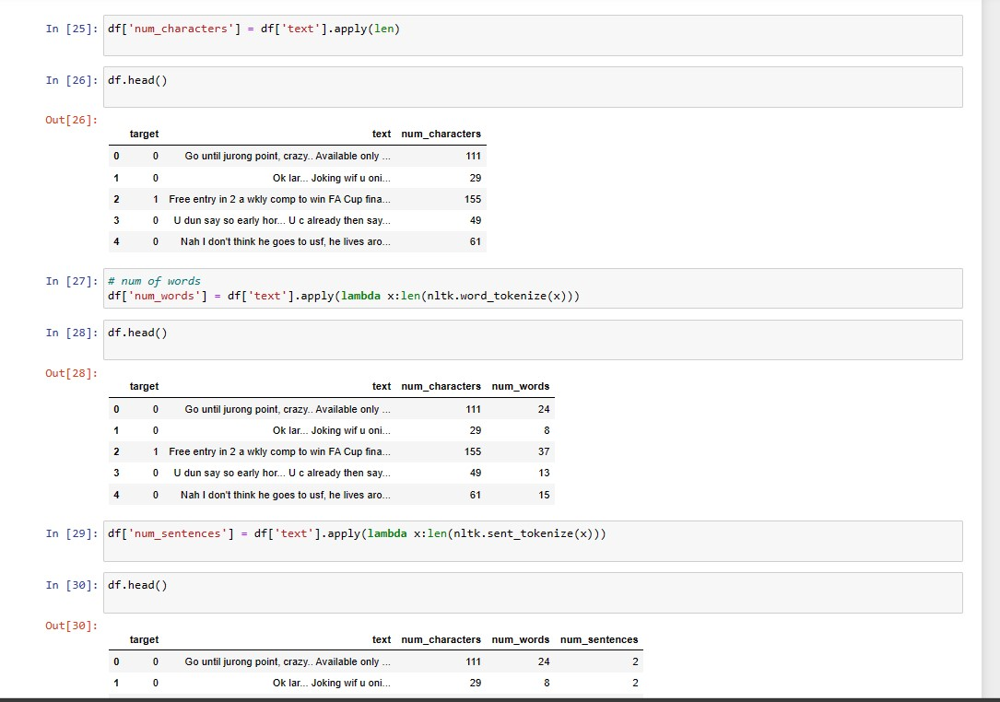 In [25]: df['num_characters'] = df['text'].apply(len)
In [26]: df.head()
Out[26]:
target text num_characters
0 0 Go until jurong point, crazy.. Available only ... 111
1 0 Ok lar... Joking wif u oni... 29
2 1 Free entry in 2 a wkly comp to win FA Cup fina... 155
3 0 U dun say so early hor... U c already then say... 49
4 0 Nah I don't think he goes to usf, he lives aro... 61
In [27]: # num of words
df['num_words'] = df['text'].apply(lambda x:len(nltk.word_tokenize(x)))
In [28]: df.head()
Out[28]:
target text num_characters num_words
0 0 Go until jurong point, crazy.. Available only ... 111 24
1 0 Ok lar... Joking wif u oni... 29 8
2 1 Free entry in 2 a wkly comp to win FA Cup fina... 155 37
3 0 U dun say so early hor... U c already then say... 49 13
4 0 Nah I don't think he goes to usf, he lives aro... 61 15
In [29]: df['num_sentences'] = df['text'].apply(lambda x:len(nltk.sent_tokenize(x)))
In [30]: df.head()
Out[30]:
target text num_characters num_words num_sentences
0 0 Go until jurong point, crazy.. Available only ... 111 24 2
1 0 Ok lar... Joking wif u oni... 29 8 2